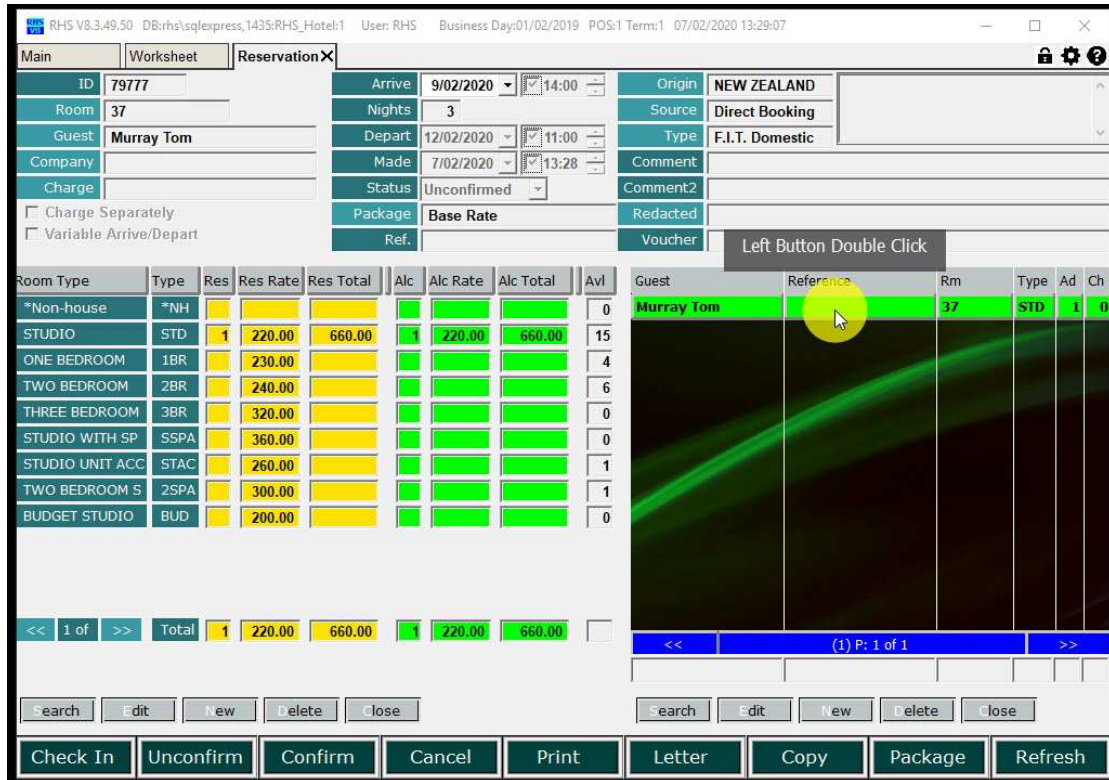 RHS V8.3.49.50 DB:rhs\sqlexpress,1435:RHS_Hotel:1 User: RHS Business Day:01/02/2019 POS:1 Term:1 07/02/2020 13:29:07
Main Worksheet Reservation X
ID 79777 Arrive 9/02/2020 14:00 Origin NEW ZEALAND
Room 37 Nights 3 Source Direct Booking
Guest Murray Tom Depart 12/02/2020 11:00 Type F.I.T. Domestic
Company Made 7/02/2020 13:28 Comment
Charge Status Unconfirmed Comment2
Charge Separately Package Base Rate Redacted
Variable Arrive/Depart Ref. Voucher
Left Button Double Click
Room Type Type Res Res Rate Res Total Alc Alc Rate Alc Total Avl Guest Reference Rm Type Ad Ch
*Non-house *NH 0 Murray Tom 37 STD 1 0
STUDIO STD 1 220.00 660.00 1 220.00 660.00 15
ONE BEDROOM 1BR 230.00 4
TWO BEDROOM 2BR 240.00 6
THREE BEDROOM 3BR 320.00 0
STUDIO WITH SP SSPA 360.00 0
STUDIO UNIT ACC STAC 260.00 1
TWO BEDROOM S 2SPA 300.00 1
BUDGET STUDIO BUD 200.00 0
<< 1 of >> Total 1 220.00 660.00 1 220.00 660.00
<< (1) P: 1 of 1 >>
Search Edit New Delete Close Search Edit New Delete Close
Check In Unconfirm Confirm Cancel Print Letter Copy Package Refresh